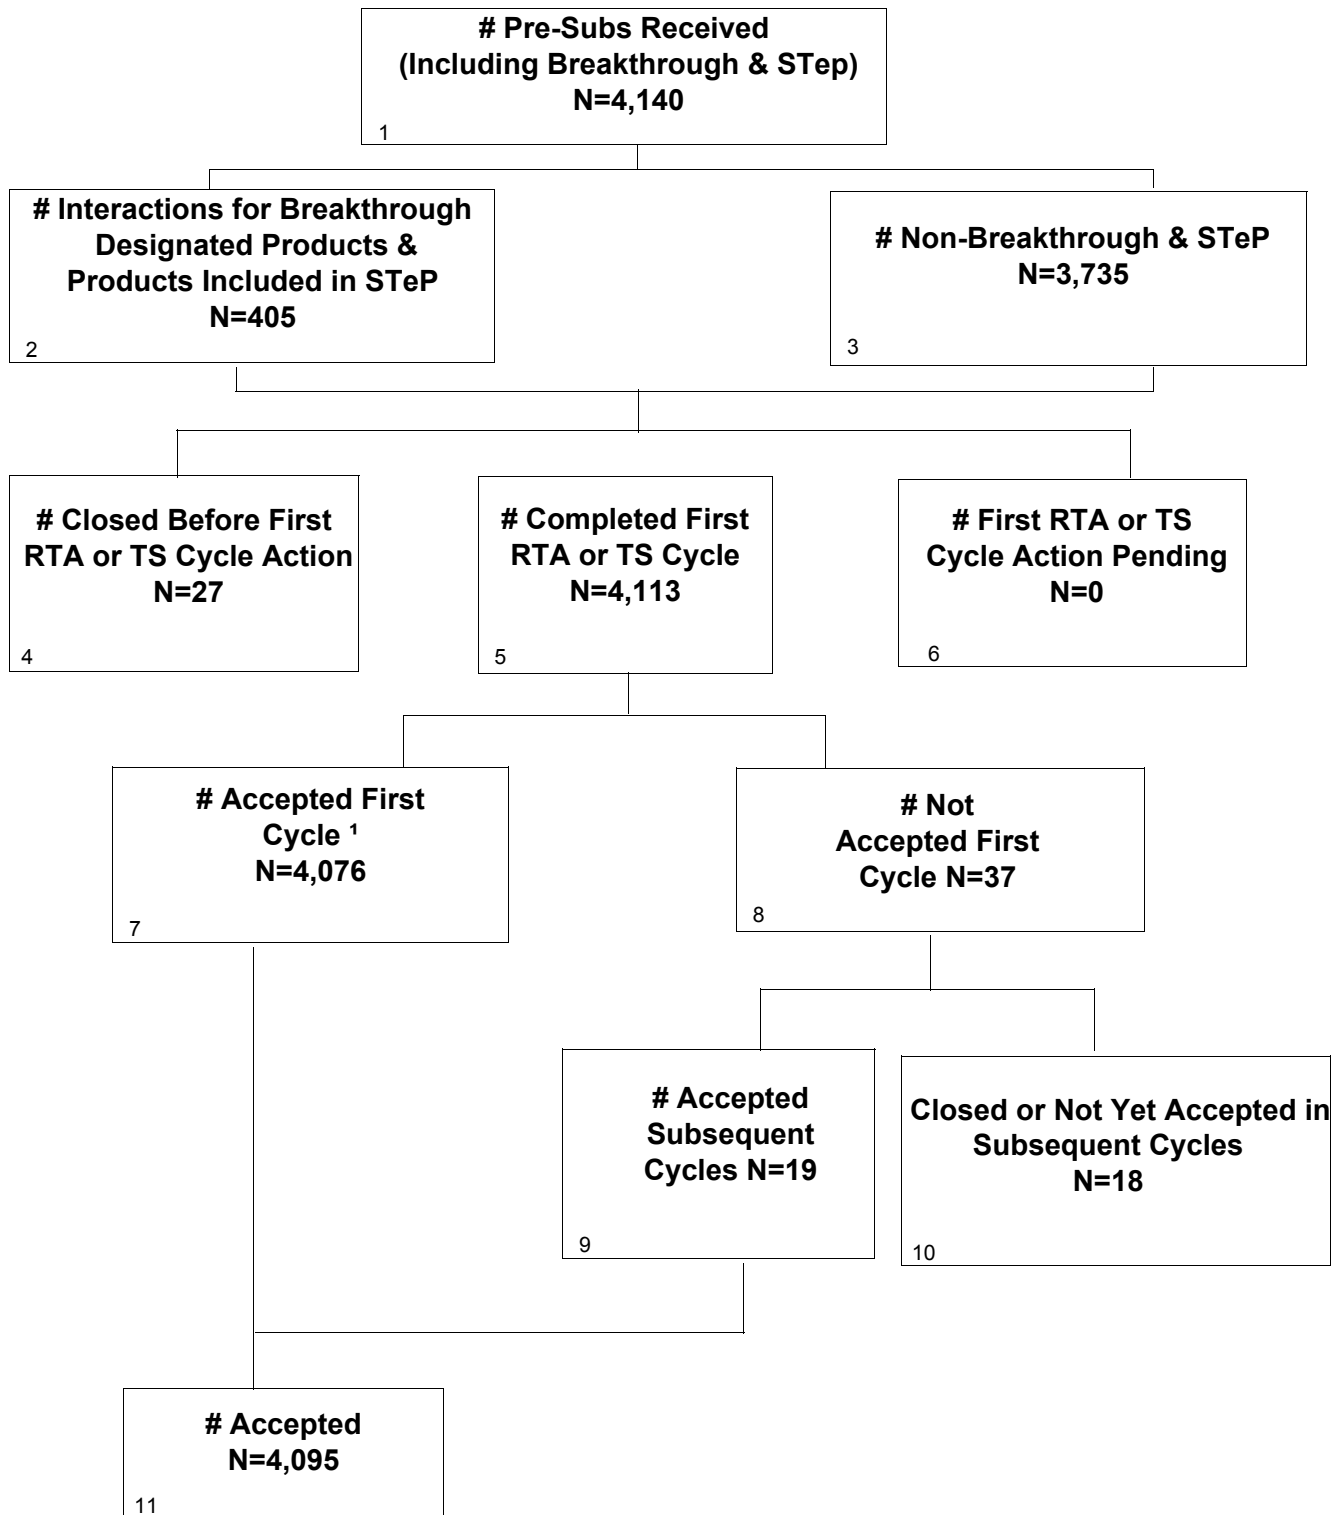 # Pre-Subs Received
(Including Breakthrough & STep)
N=4,140
1
# Interactions for Breakthrough
Designated Products &
Products Included in STeP
N=405
2
# Non-Breakthrough & STeP
N=3,735
3
# Closed Before First
RTA or TS Cycle Action
N=27
4
# Completed First
RTA or TS Cycle
N=4,113
5
# First RTA or TS
Cycle Action Pending
N=0
6
# Accepted First
Cycle ¹
N=4,076
7
# Not
Accepted First
Cycle N=37
8
# Accepted
Subsequent
Cycles N=19
9
Closed or Not Yet Accepted in
Subsequent Cycles
N=18
10
# Accepted
N=4,095
11